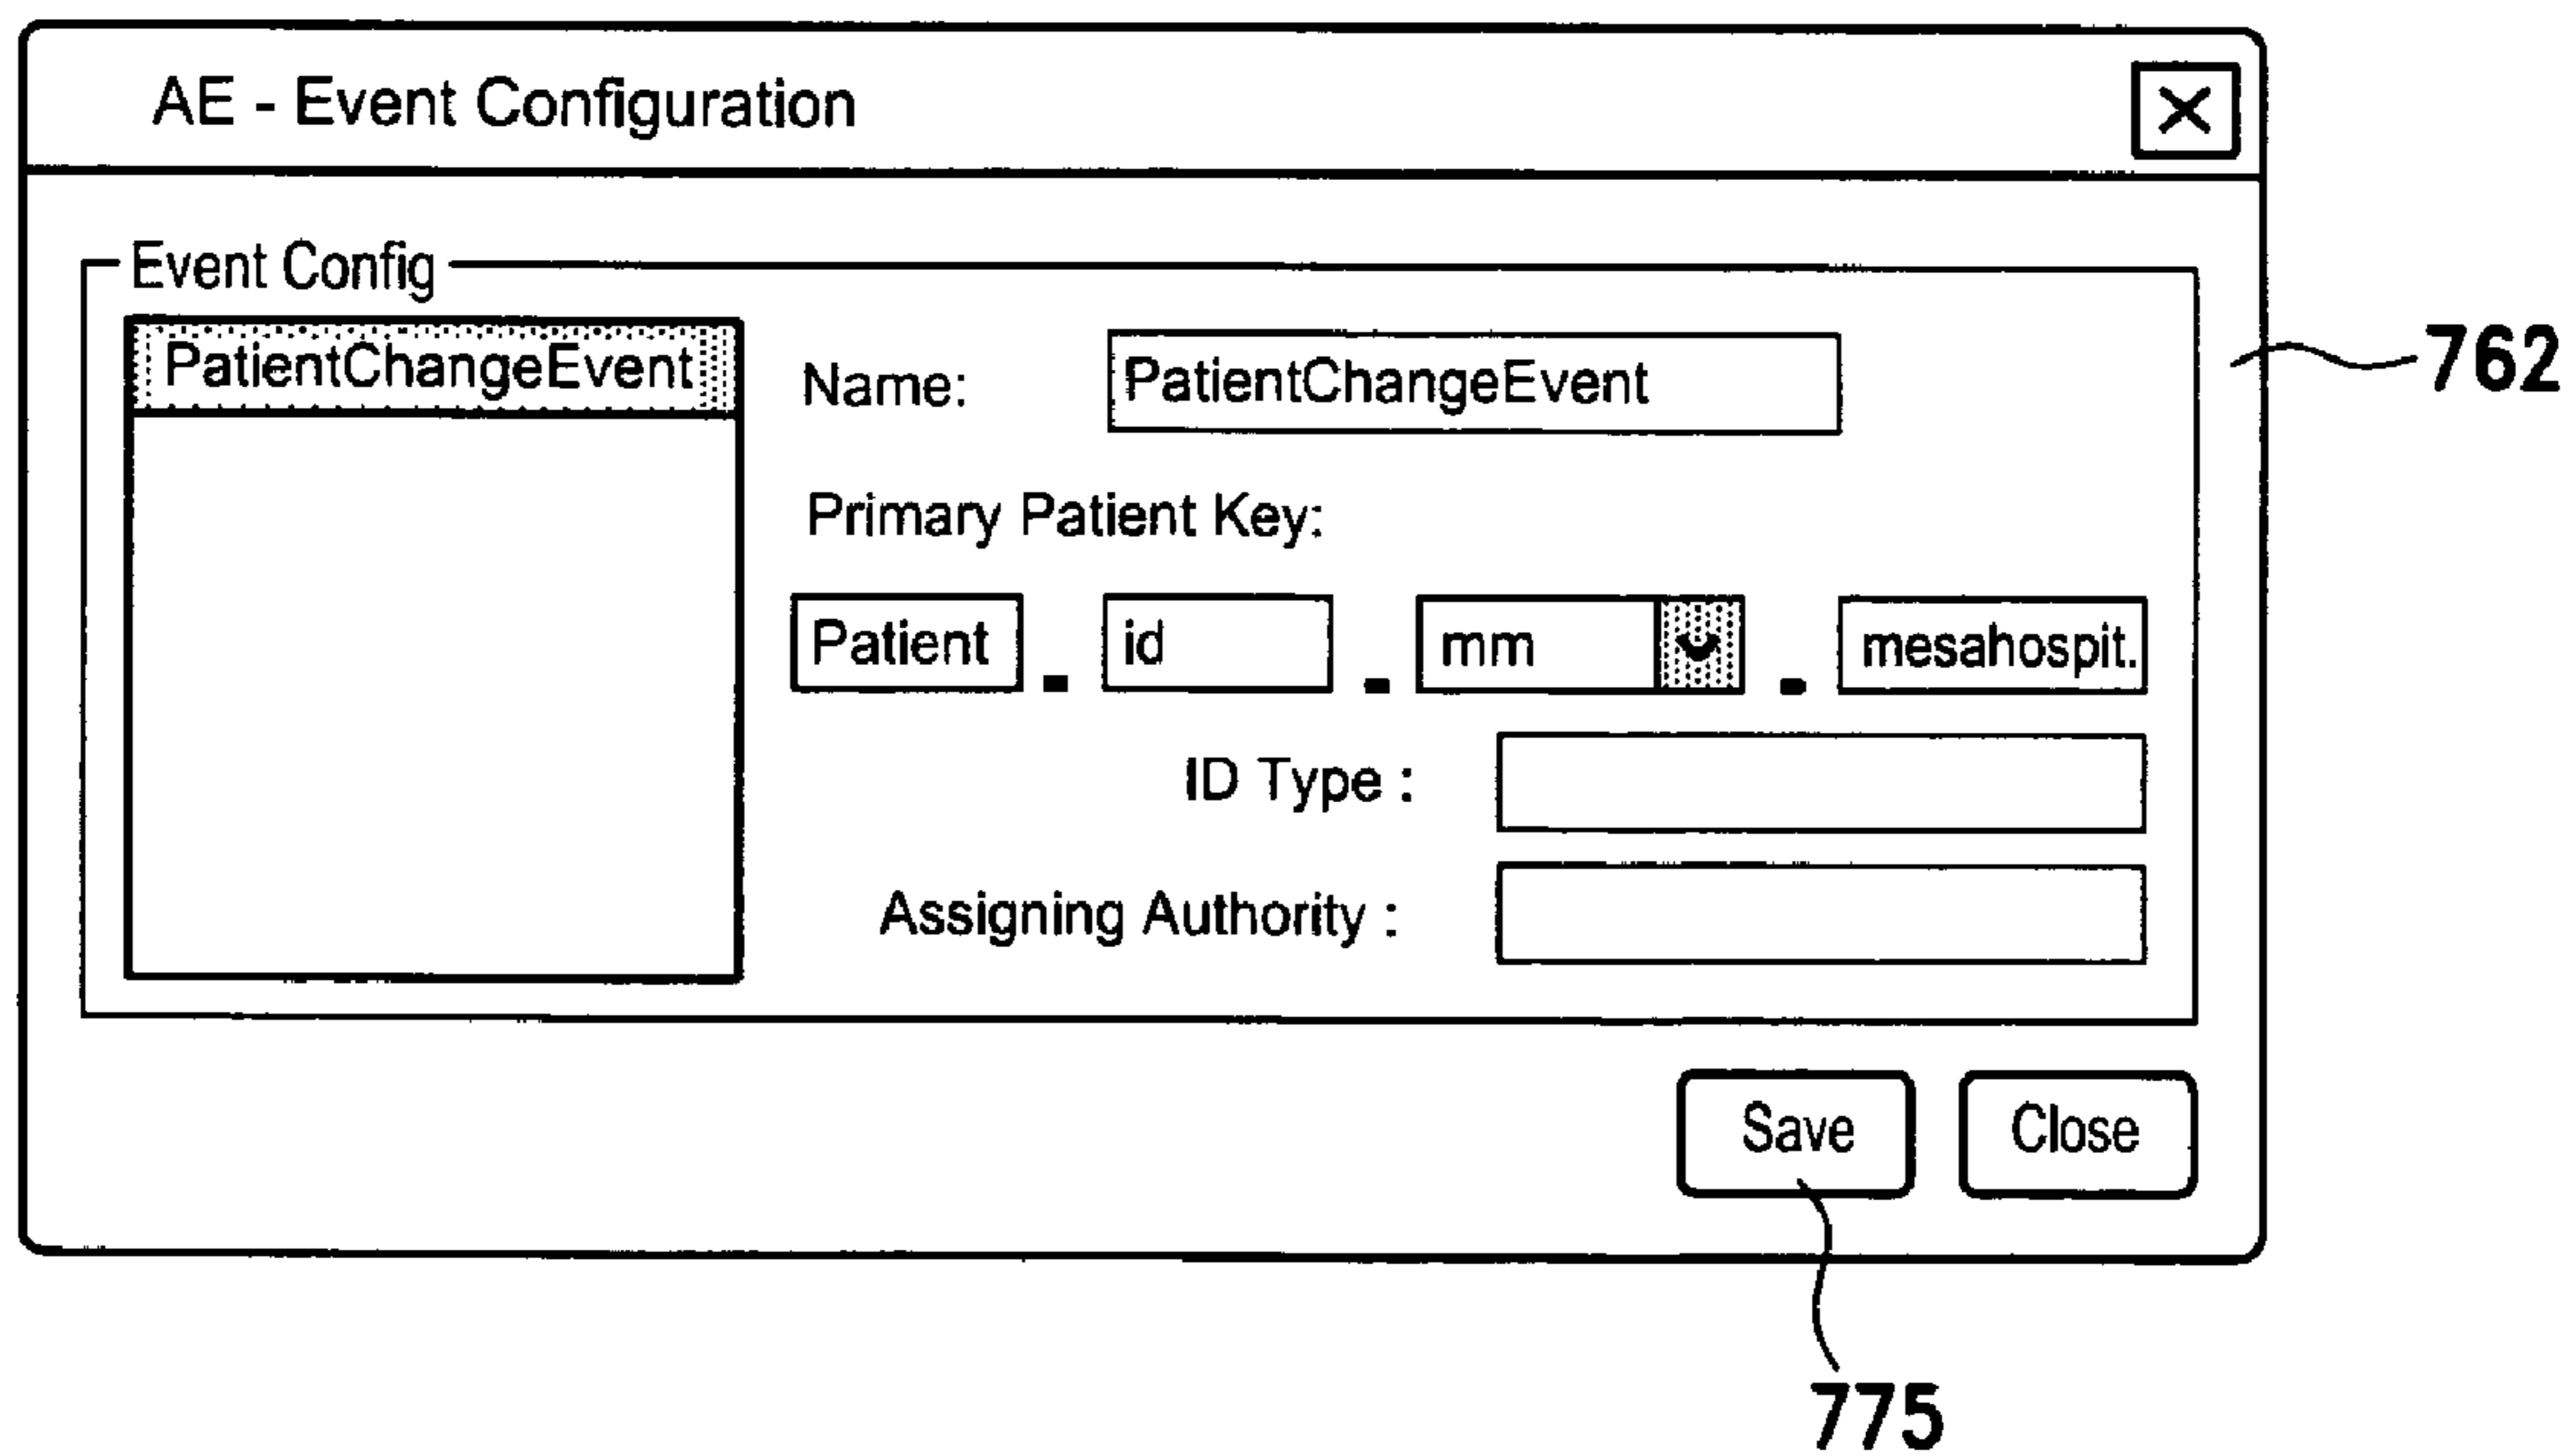 AE - Event Configuration
Event Config
PatientChangeEvent
Name: PatientChangeEvent
Primary Patient Key:
Patient . id . mm . mesahospit.
ID Type :
Assigning Authority :
Save Close
762
775